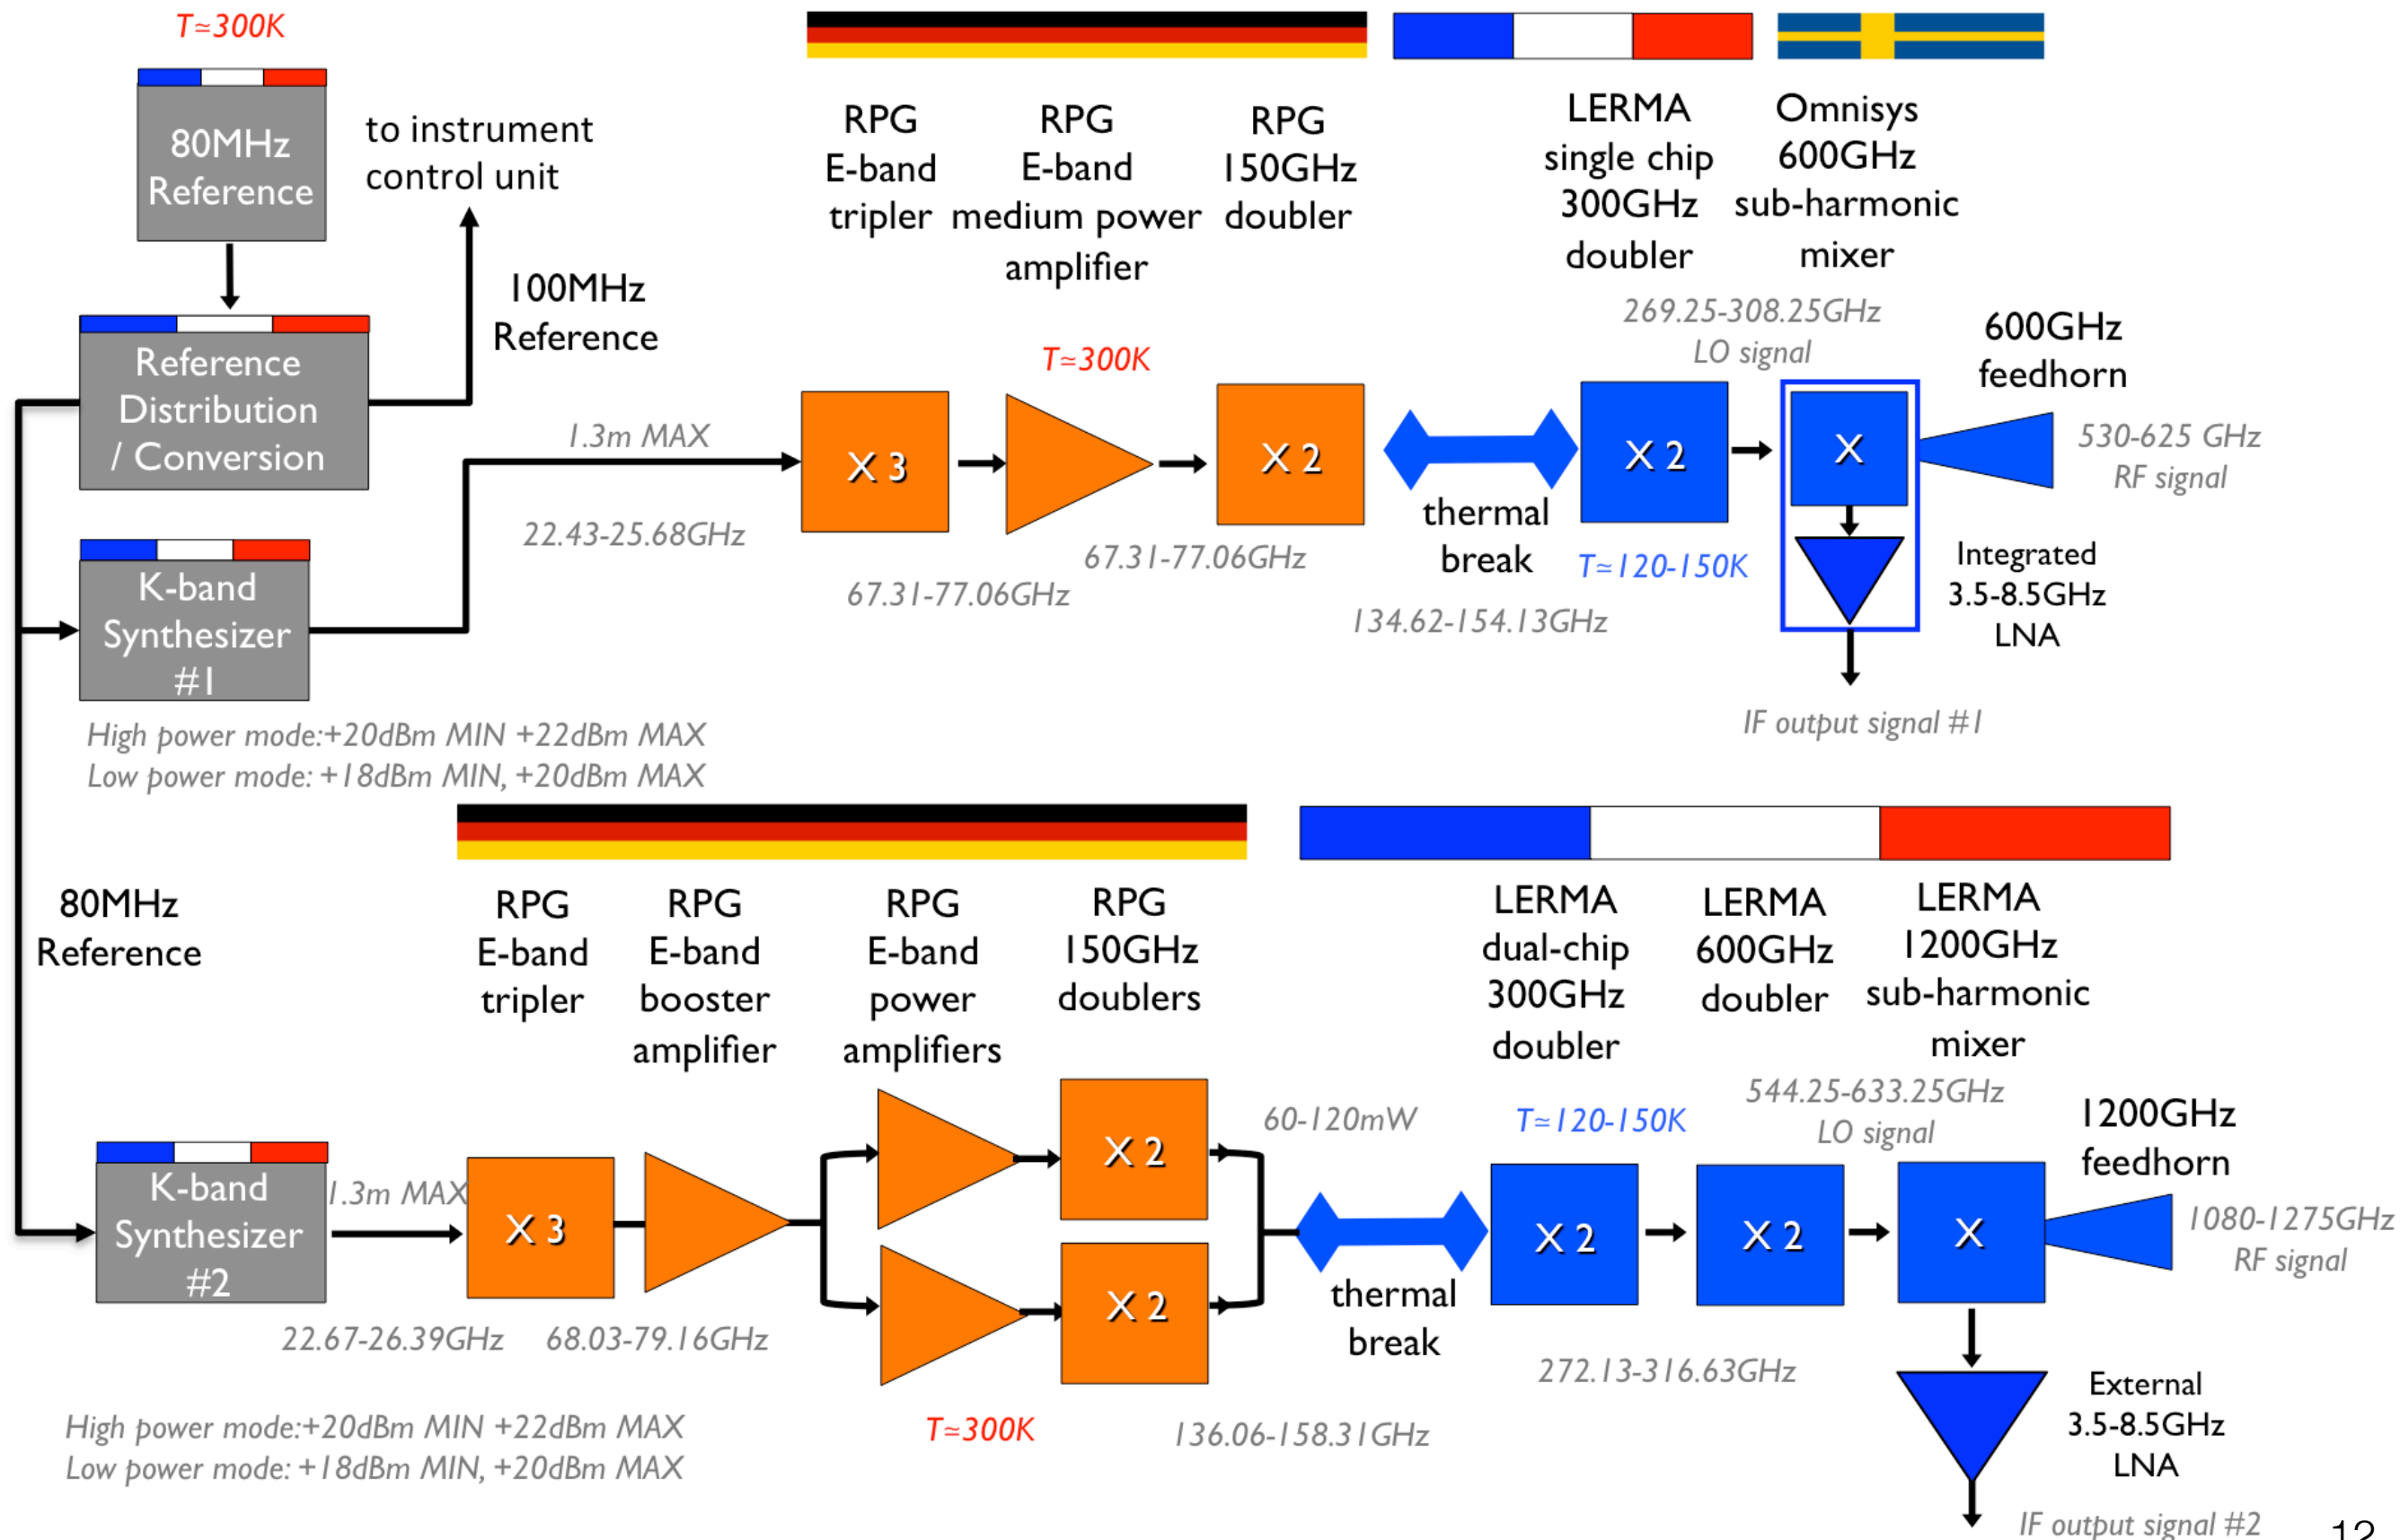 T≃300K
80MHz
Reference
to instrument
control unit
100MHz
Reference
Reference
Distribution
/ Conversion
K-band
Synthesizer
#1
High power mode:+20dBm MIN +22dBm MAX
Low power mode: +18dBm MIN, +20dBm MAX
1.3m MAX
22.43-25.68GHz
RPG
E-band
tripler
RPG
E-band
medium power
amplifier
RPG
150GHz
doubler
LERMA
single chip
300GHz
doubler
Omnisys
600GHz
sub-harmonic
mixer
269.25-308.25GHz
LO signal
600GHz
feedhorn
T≃300K
X 3
X 2
X 2
X
530-625 GHz
RF signal
67.31-77.06GHz
67.31-77.06GHz
thermal
break
134.62-154.13GHz
T≃120-150K
Integrated
3.5-8.5GHz
LNA
IF output signal #1
80MHz
Reference
RPG
E-band
tripler
RPG
E-band
booster
amplifier
RPG
E-band
power
amplifiers
RPG
150GHz
doublers
LERMA
dual-chip
300GHz
doubler
LERMA
600GHz
doubler
LERMA
1200GHz
sub-harmonic
mixer
544.25-633.25GHz
LO signal
1200GHz
feedhorn
60-120mW
T≃120-150K
K-band
Synthesizer
#2
1.3m MAX
X 3
X 2
X 2
X 2
X 2
X
1080-1275GHz
RF signal
22.67-26.39GHz
68.03-79.16GHz
thermal
break
272.13-316.63GHz
T≃300K
136.06-158.31GHz
High power mode:+20dBm MIN +22dBm MAX
Low power mode: +18dBm MIN, +20dBm MAX
External
3.5-8.5GHz
LNA
IF output signal #2
12